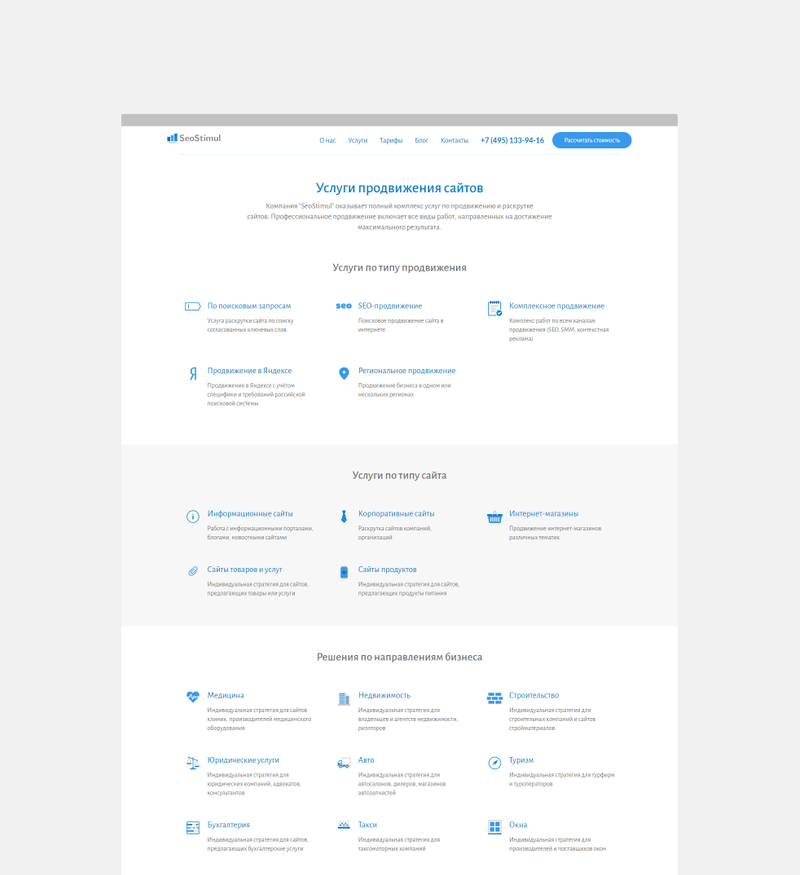 SeoStimul
О нас Услуги Тарифы Блог Контакты +7 (495) 133-94-16 Рассчитать стоимость
Услуги продвижения сайтов
Компания "SeoStimul" оказывает полный комплекс услуг по продвижению и раскрутке
сайтов. Профессиональное продвижение включает все виды работ, направленных на достижение
максимального результата.
Услуги по типу продвижения
По поисковым запросам
Услуга раскрутки сайта по списку
согласованных ключевых слов
seo
SEO-продвижение
Поисковое продвижение сайта в
интернете
Комплексное продвижение
Комплекс работ по всем каналам
продвижения (SEO, SMM, контекстная
реклама)
Я
Продвижение в Яндексе
Продвижение в Яндексе с учётом
специфики и требований российской
поисковой системы
Региональное продвижение
Продвижение бизнеса в одном или
нескольких регионах
Услуги по типу сайта
Информационные сайты
Работа с информационными порталами,
блогами, новостными сайтами
Корпоративные сайты
Раскрутка сайтов компаний,
организаций
Интернет-магазины
Продвижение интернет-магазинов
различных тематик
Сайты товаров и услуг
Индивидуальная стратегия для сайтов,
предлагающих товары или услуги
Сайты продуктов
Индивидуальная стратегия для сайтов,
предлагающих продукты питания
Решения по направлениям бизнеса
Медицина
Индивидуальная стратегия для сайтов
клиник, производителей медицинского
оборудования
Недвижимость
Индивидуальная стратегия для
владельцев и агентств недвижимости,
риэлторов
Строительство
Индивидуальная стратегия для
строительных компаний и сайтов
стройматериалов
Юридические услуги
Индивидуальная стратегия для
юридических компаний, адвокатов,
консультантов
Авто
Индивидуальная стратегия для
автосалонов, дилеров, магазинов
автозапчастей
Туризм
Индивидуальная стратегия для турфирм
и туроператоров
Бухгалтерия
Индивидуальная стратегия для сайтов,
предлагающих бухгалтерские услуги
Такси
Индивидуальная стратегия для
таксомоторных компаний
Окна
Индивидуальная стратегия для
производителей и поставщиков окон